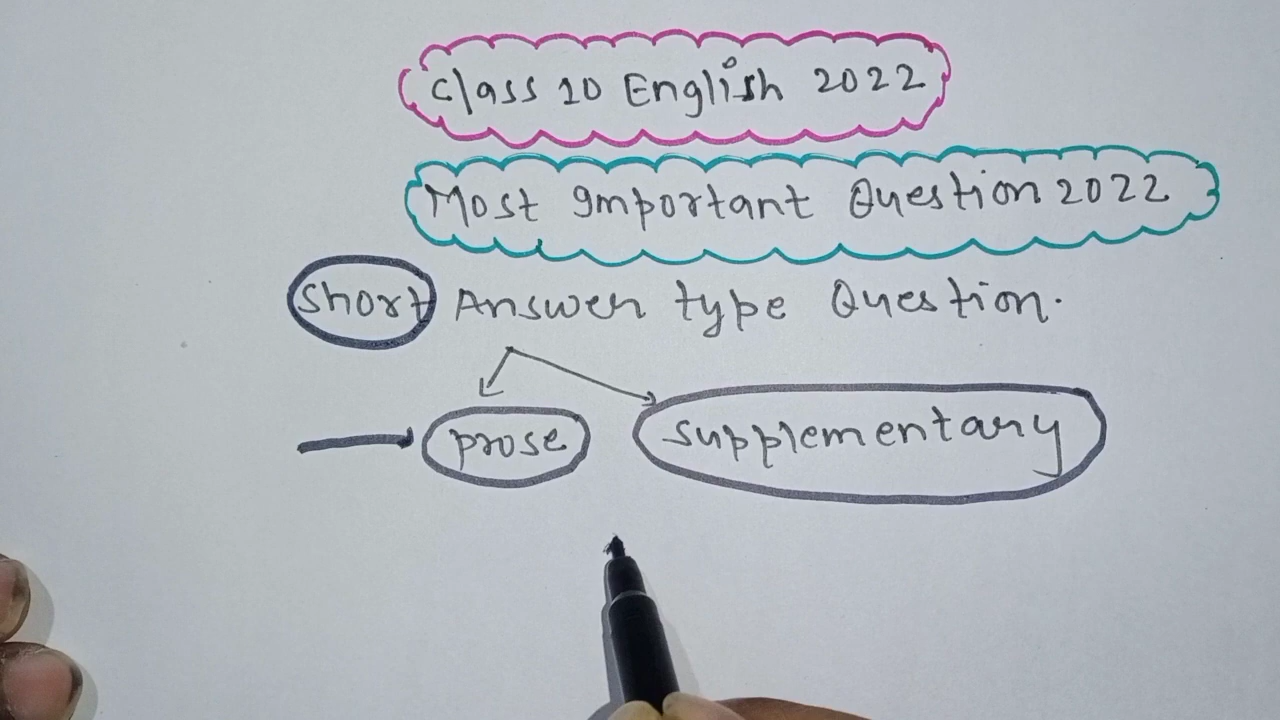 Class 10 English 2022
Most Important Question 2022
Short Answer type Question.
prose supplementary